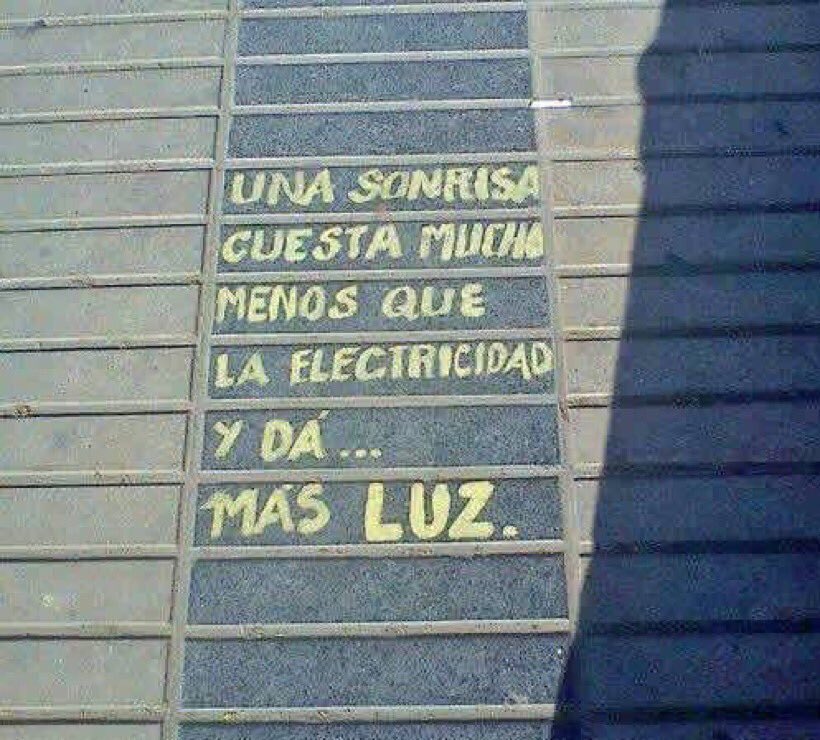 UNA SONRISA
CUESTA MUCHO
MENOS QUE
LA ELECTRICIDAD
Y DÁ...
MÁS LUZ.